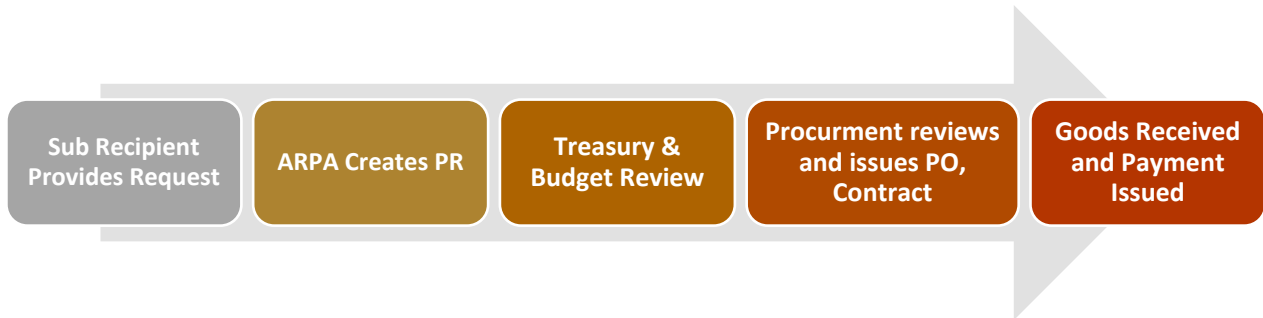 Sub Recipient
Provides Request
ARPA Creates PR
Treasury &
Budget Review
Procurment reviews
and issues PO,
Contract
Goods Received
and Payment
Issued